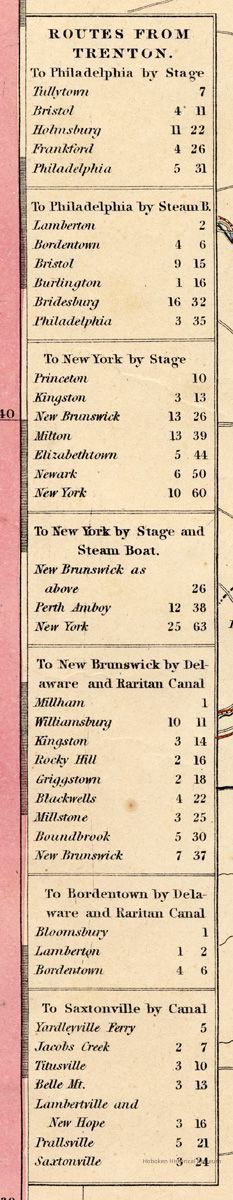 ROUTES FROM
TRENTON.
To Philadelphia by Stage
Tullytown 7
Bristol 4 11
Holmsburg 11 22
Frankford 4 26
Philadelphia 5 31
To Philadelphia by Steam B.
Lamberton 2
Bordentown 4 6
Bristol 9 15
Burlington 1 16
Bridesburg 16 32
Philadelphia 3 35
To New York by Stage
Princeton 10
Kingston 3 13
New Brunswick 13 26
Milton 13 39
Elizabethtown 5 44
Newark 6 50
New York 10 60
To New York by Stage and
Steam Boat.
New Brunswick as
above 26
Perth Amboy 12 38
New York 25 63
To New Brunswick by Del-
aware and Raritan Canal
Millham 1
Williamsburg 10 11
Kingston 3 14
Rocky Hill 2 16
Griggstown 2 18
Blackwells 4 22
Millstone 3 25
Boundbrook 5 30
New Brunswick 7 37
To Bordentown by Dela-
ware and Raritan Canal
Bloomsbury 1
Lamberton 1 2
Bordentown 4 6
To Saxtonville by Canal
Yardleyville Ferry 5
Jacobs Creek 2 7
Titusville 3 10
Belle Mt. 3 13
Lambertville and
New Hope 3 16
Prallsville 5 21
Saxtonville 3 24
Hoboken Historical Museum
40